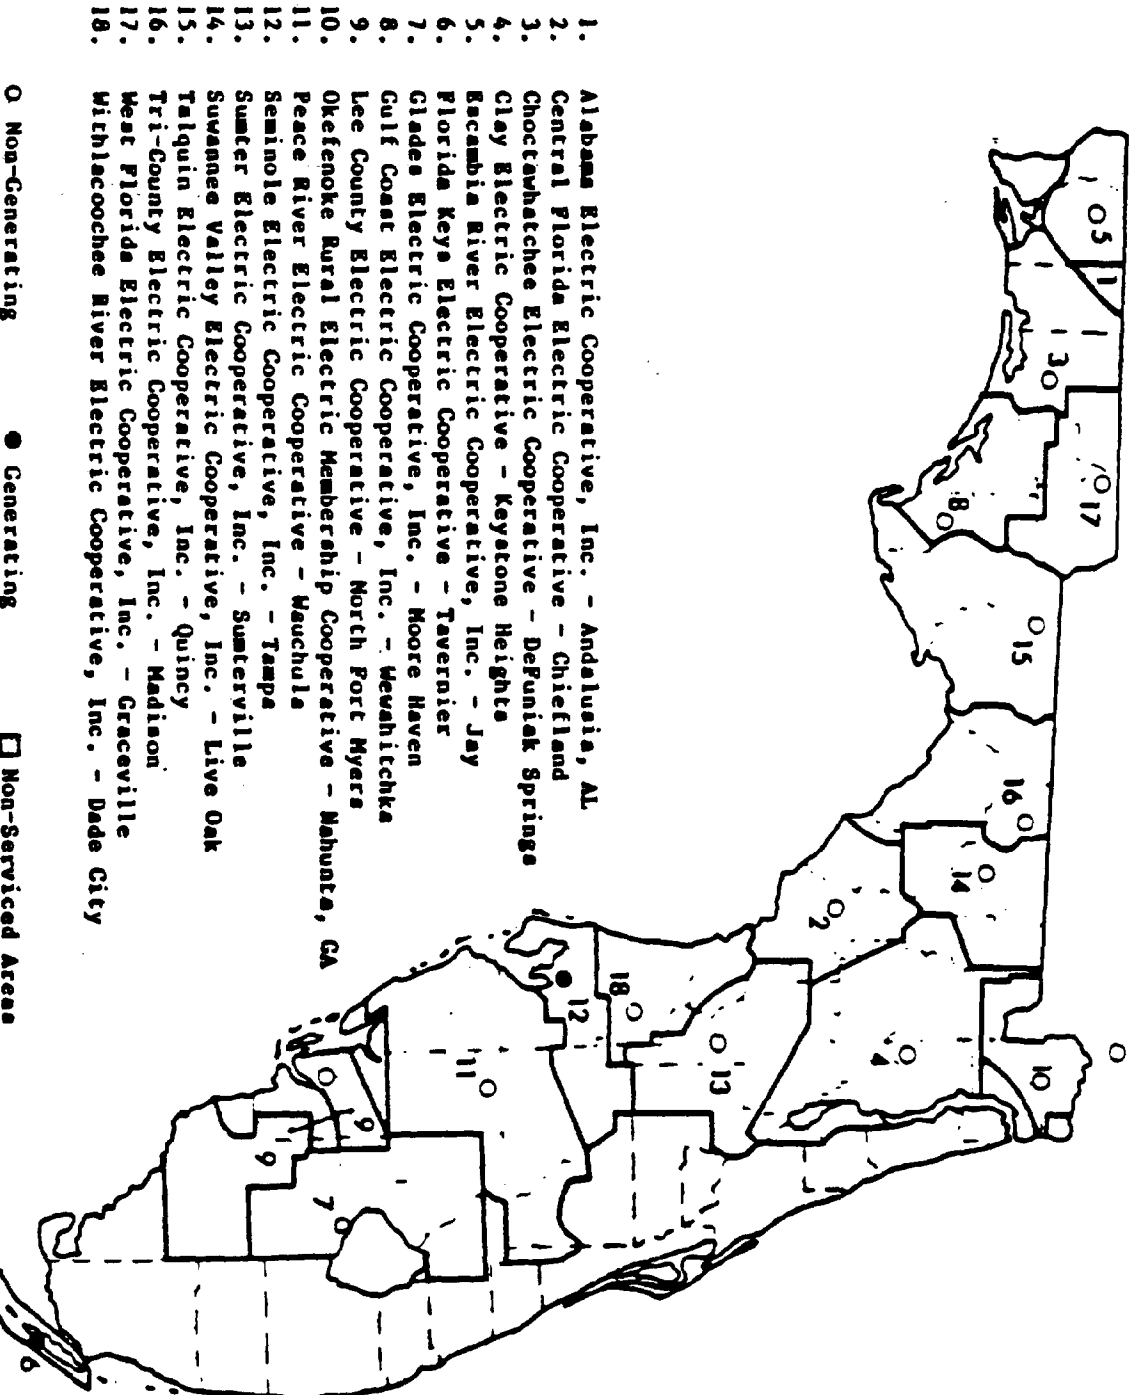 1. Alabama Electric Cooperative, Inc. - Andalusia, AL
2. Central Florida Electric Cooperative - Chiefland
3. Choctawhatchee Electric Cooperative - DeFuniak Springs
4. Clay Electric Cooperative - Keystone Heights
5. Escambia River Electric Cooperative, Inc. - Jay
6. Florida Keys Electric Cooperative - Tavernier
7. Glades Electric Cooperative, Inc. - Moore Haven
8. Gulf Coast Electric Cooperative, Inc. - Wewahitchka
9. Lee County Electric Cooperative - North Fort Myers
10. Okefenoke Rural Electric Membership Cooperative - Nahunta, GA
11. Peace River Electric Cooperative - Wauchula
12. Seminole Electric Cooperative, Inc. - Tampa
13. Sumter Electric Cooperative, Inc. - Sumterville
14. Suwannee Valley Electric Cooperative, Inc. - Live Oak
15. Talquin Electric Cooperative, Inc. - Quincy
16. Tri-County Electric Cooperative, Inc. - Madison
17. West Florida Electric Cooperative, Inc. - Graceville
18. Withlacoochee River Electric Cooperative, Inc. - Dade City
Non-Generating
Generating
Non-Serviced Areas
5
1
3
17
8
15
16
14
2
10
4
13
18
12
11
9
9
7
6